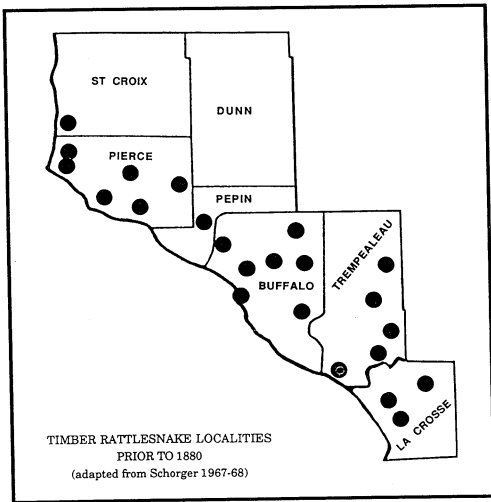 ST CROIX
DUNN
PIERCE
PEPIN
BUFFALO
TREMPEALEAU
LA CROSSE
TIMBER RATTLESNAKE LOCALITIES
PRIOR TO 1880
(adapted from Schorger 1967-68)